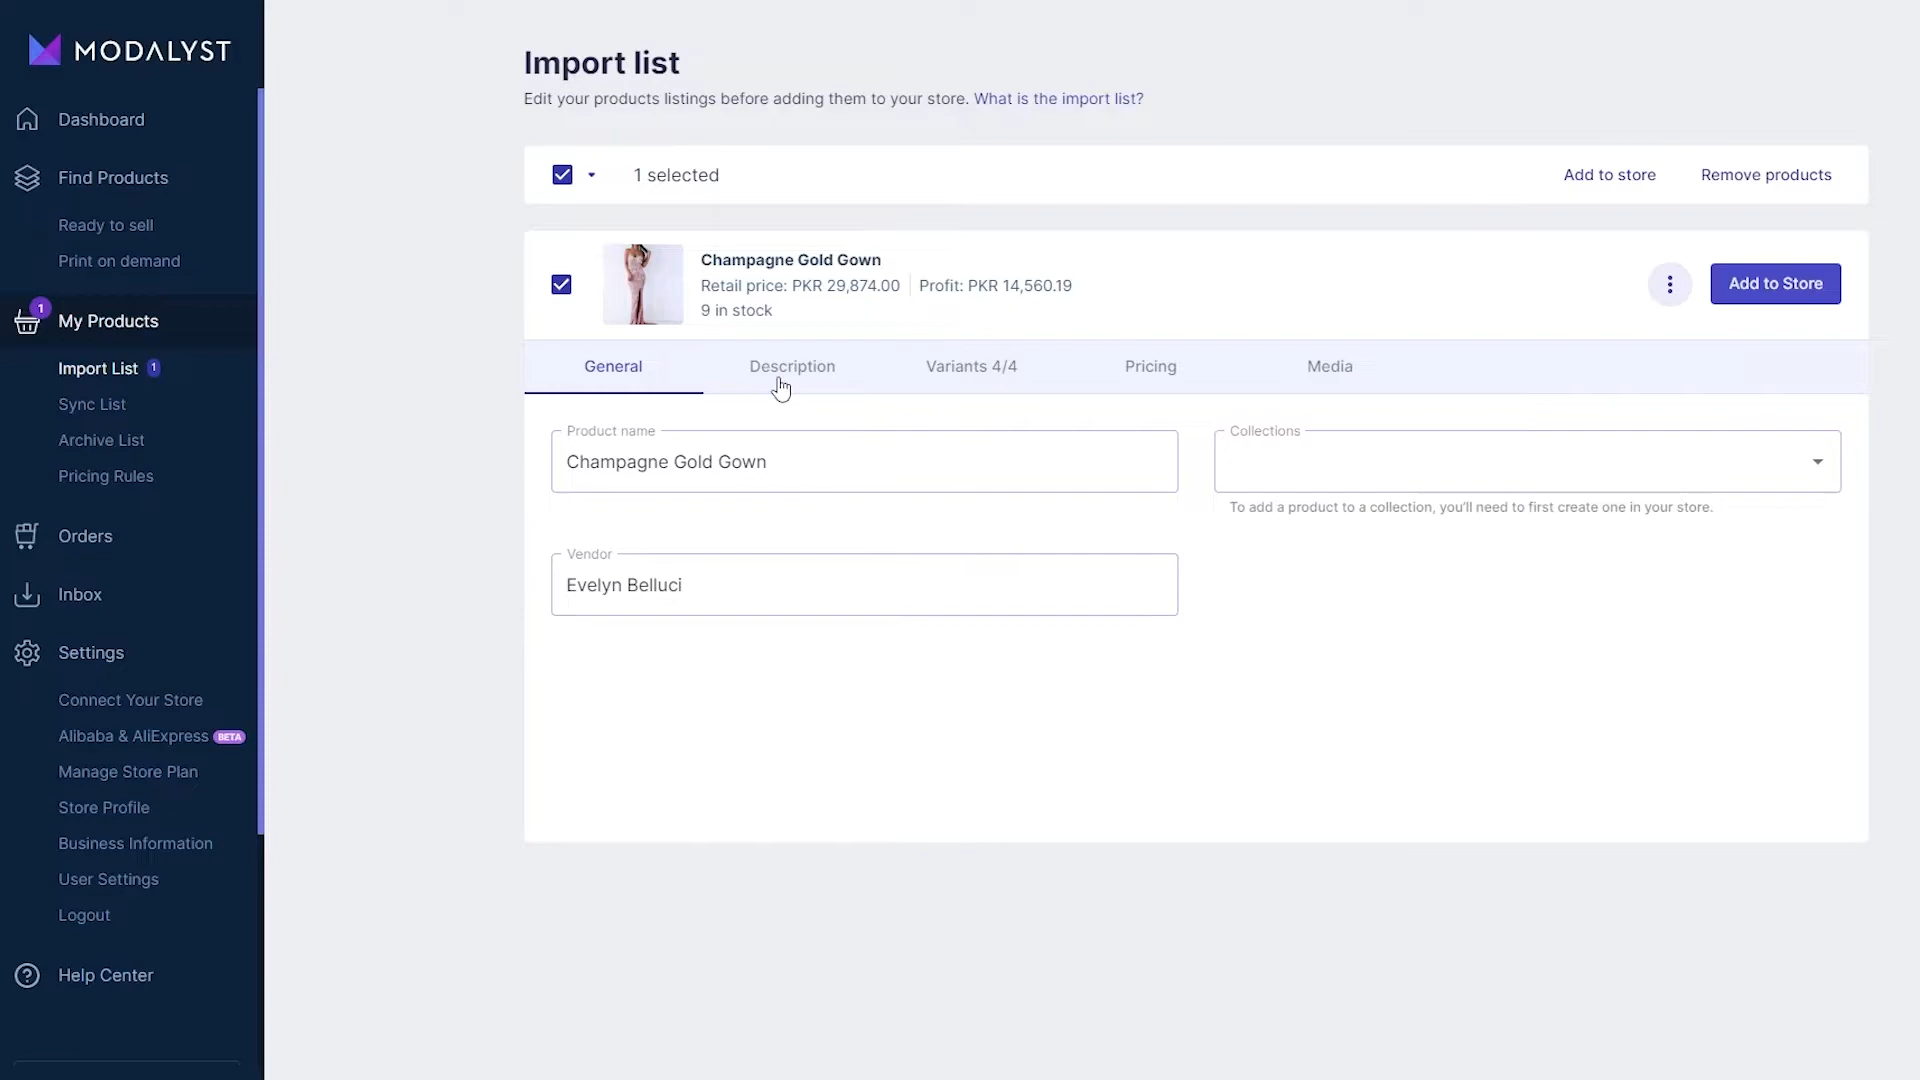 MODALYST
Dashboard
Find Products
Ready to sell
Print on demand
1
My Products
Import List 1
Sync List
Archive List
Pricing Rules
Orders
Inbox
Settings
Connect Your Store
Alibaba & AliExpress BETA
Manage Store Plan
Store Profile
Business Information
User Settings
Logout
Help Center
Import list
Edit your products listings before adding them to your store. What is the import list?
1 selected
Add to store
Remove products
Champagne Gold Gown
Retail price: PKR 29,874.00 Profit: PKR 14,560.19
9 in stock
Add to Store
General
Description
Variants 4/4
Pricing
Media
Product name
Champagne Gold Gown
Collections
To add a product to a collection, you'll need to first create one in your store.
Vendor
Evelyn Belluci